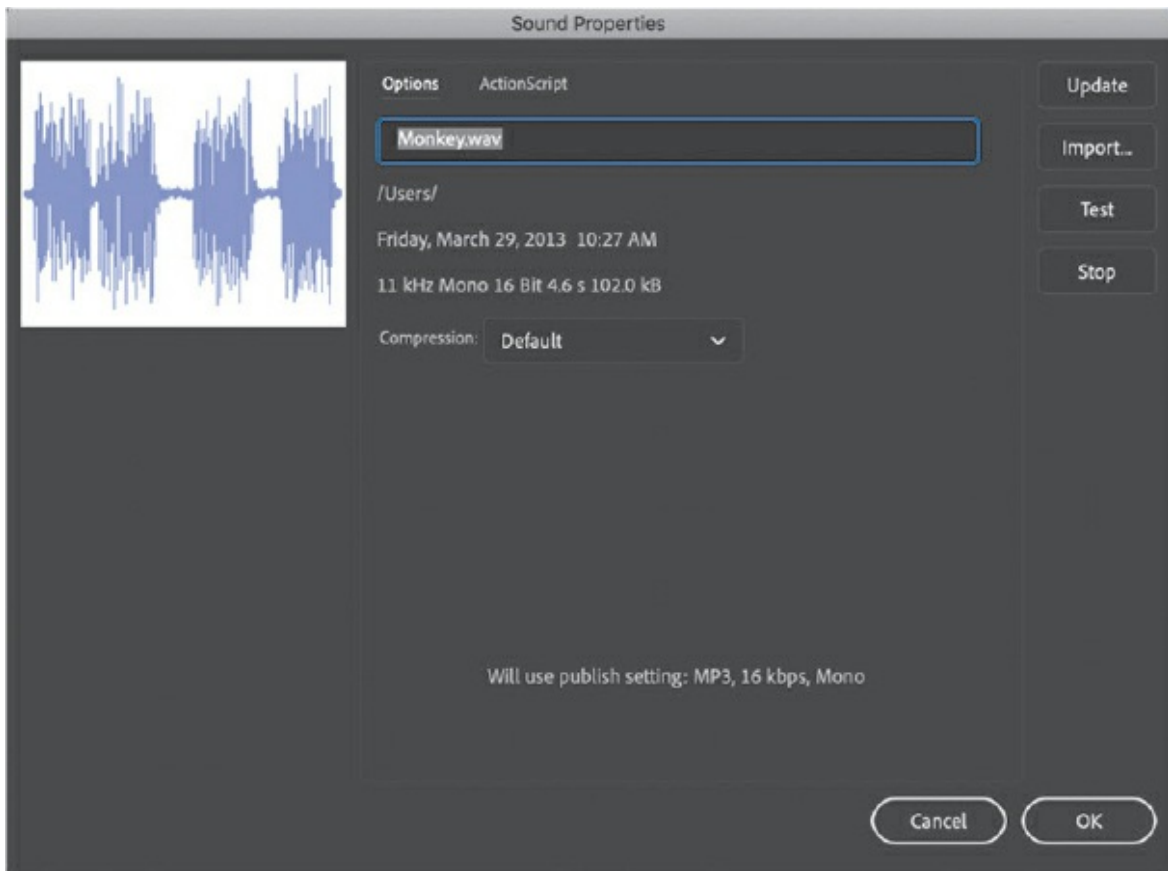 Sound Properties
Options ActionScript
Monkey.wav
/Users/
Friday, March 29, 2013 10:27 AM
11 kHz Mono 16 Bit 4.6 s 102.0 kB
Compression: Default
Will use publish setting: MP3, 16 kbps, Mono
Update
Import...
Test
Stop
Cancel OK